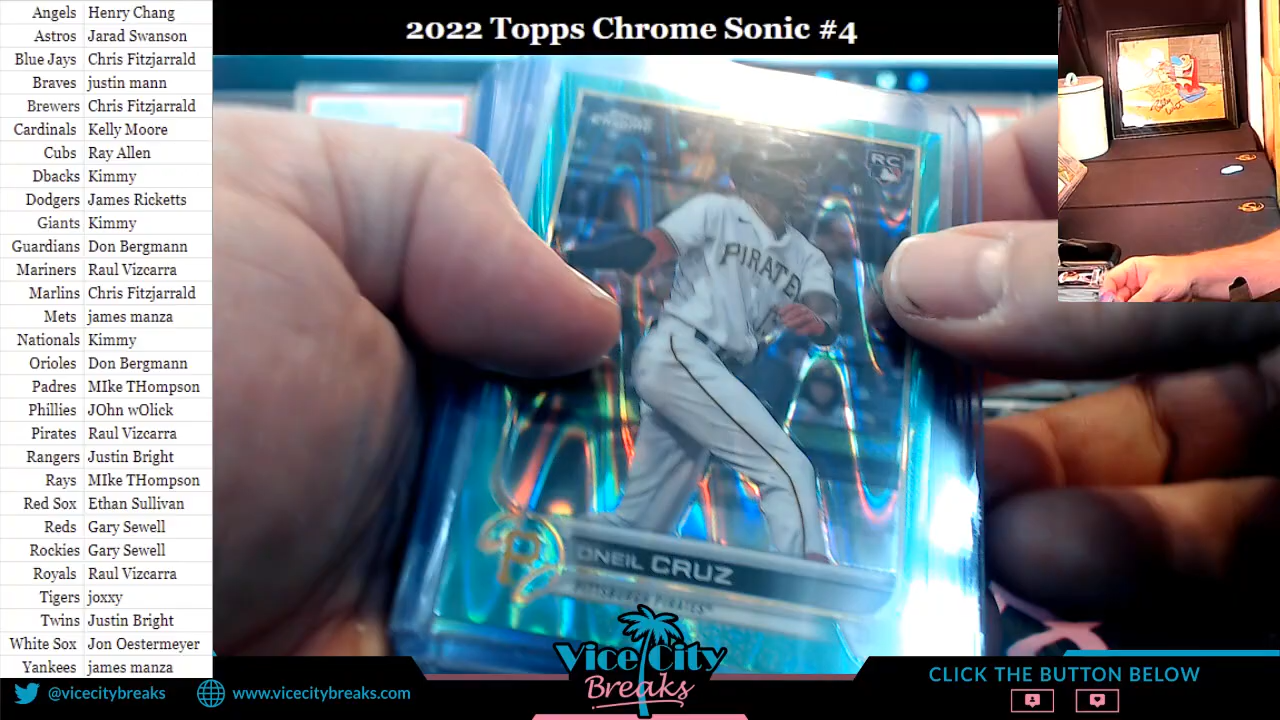 2022 Topps Chrome Sonic #4
Angels Henry Chang
Astros Jarad Swanson
Blue Jays Chris Fitzjarrald
Braves justin mann
Brewers Chris Fitzjarrald
Cardinals Kelly Moore
Cubs Ray Allen
Dbacks Kimmy
Dodgers James Ricketts
Giants Kimmy
Guardians Don Bergmann
Mariners Raul Vizcarra
Marlins Chris Fitzjarrald
Mets james manza
Nationals Kimmy
Orioles Don Bergmann
Padres MIke THompson
Phillies JOhn wOlick
Pirates Raul Vizcarra
Rangers Justin Bright
Rays MIke THompson
Red Sox Ethan Sullivan
Reds Gary Sewell
Rockies Gary Sewell
Royals Raul Vizcarra
Tigers joxxy
Twins Justin Bright
White Sox Jon Oestermeyer
Yankees james manza
CHROME
RC
PIRATES
P
ONEIL CRUZ
PITTSBURGH PIRATES
Vice City
Breaks
@vicecitybreaks
www.vicecitybreaks.com
CLICK THE BUTTON BELOW